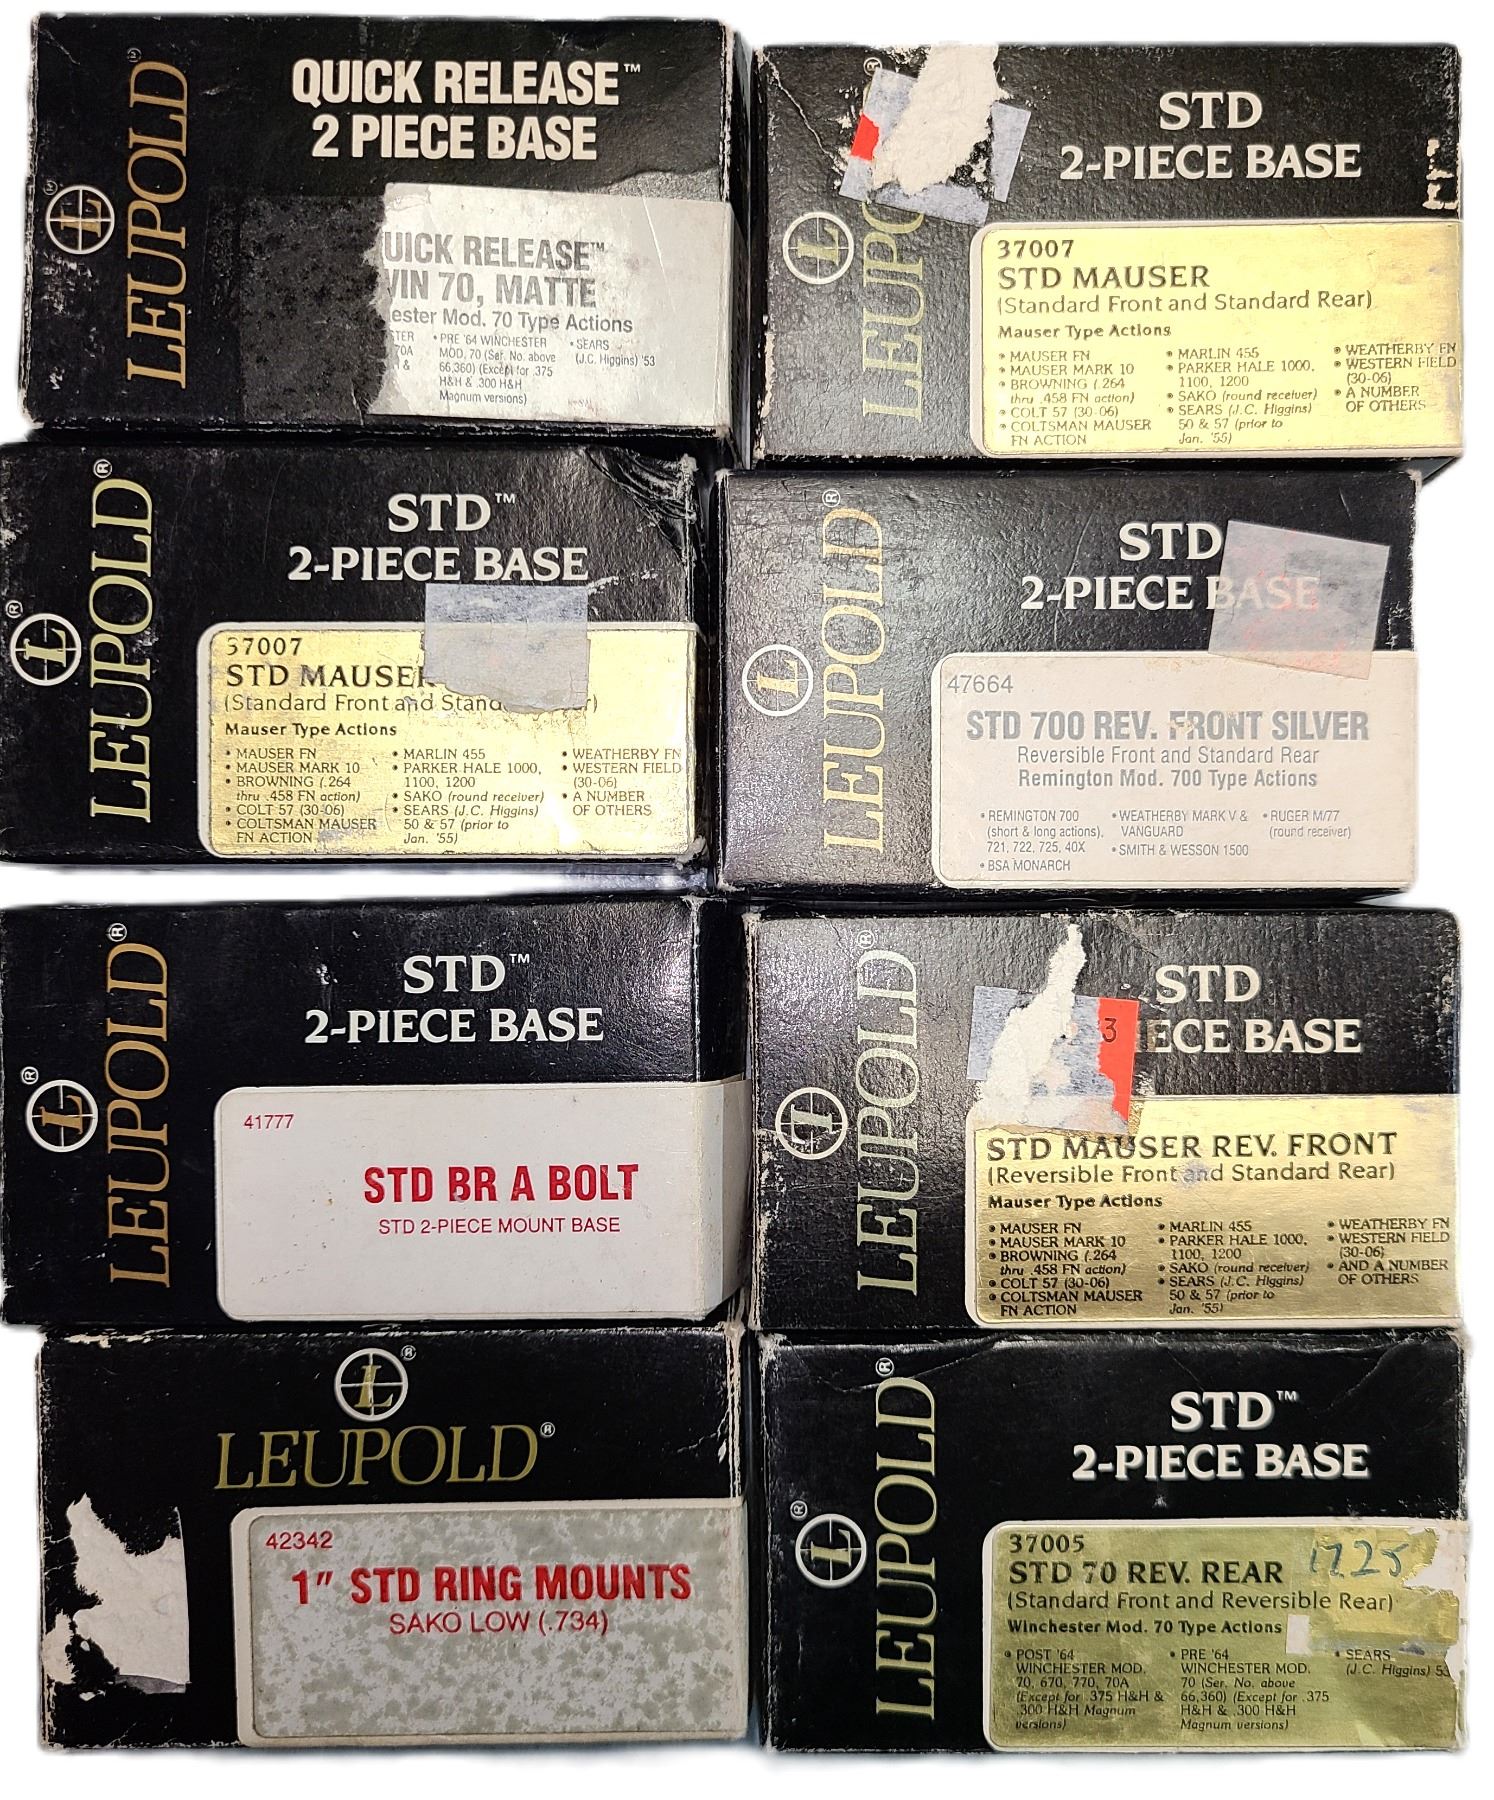 LEUPOLD
QUICK RELEASE™
2 PIECE BASE
UICK RELEASE™
WIN 70, MATTE
ester Mod. 70 Type Actions
STER
70A
H &
• PRE '64 WINCHESTER
MOD. 70 (Ser. No. above
66,360) (Except for .375
H&H & .300 H&H
Magnum versions)
• SEARS
(J.C. Higgins) '53
LEUPO
®
STD
2-PIECE BASE
37007
STD MAUSER
(Standard Front and Standard Rear)
Mauser Type Actions
• MAUSER FN
• MAUSER MARK 10
• BROWNING (.264
thru .458 FN action)
• COLT 57 (30-06)
• COLTSMAN MAUSER
FN ACTION
• MARLIN 455
• PARKER HALE 1000,
1100, 1200
• SAKO (round receiver)
• SEARS (J.C. Higgins)
50 & 57 (prior to
Jan. '55)
• WEATHERBY FN
• WESTERN FIELD
(30-06)
• A NUMBER
OF OTHERS
L®
LEUPOLD®
STD™
2-PIECE BASE
37007
STD MAUSER
(Standard Front and Stand r)
Mauser Type Actions
• MAUSER FN
• MAUSER MARK 10
• BROWNING (.264
thru .458 FN action)
• COLT 57 (30-06)
• COLTSMAN MAUSER
FN ACTION
• MARLIN 455
• PARKER HALE 1000,
1100, 1200
• SAKO (round receiver)
• SEARS (J.C. Higgins)
50 & 57 (prior to
Jan. '55)
• WEATHERBY FN
• WESTERN FIELD
(30-06)
• A NUMBER
OF OTHERS
L
LEUPOLD®
STD
2-PIECE BASE
47664
STD 700 REV. FRONT SILVER
Reversible Front and Standard Rear
Remington Mod. 700 Type Actions
• REMINGTON 700
(short & long actions),
721, 722, 725, 40X
• BSA MONARCH
• WEATHERBY MARK V &
VANGUARD
• SMITH & WESSON 1500
• RUGER M/77
(round receiver)
L®
LEUPOLD®
STD™
2-PIECE BASE
41777
STD BR A BOLT
STD 2-PIECE MOUNT BASE
L
LEUPOLD®
3
STD
ECE BASE
STD MAUSER REV. FRONT
(Reversible Front and Standard Rear)
Mauser Type Actions
• MAUSER FN
• MAUSER MARK 10
• BROWNING (.264
thru .458 FN action)
• COLT 57 (30-06)
• COLTSMAN MAUSER
FN ACTION
• MARLIN 455
• PARKER HALE 1000,
1100, 1200
• SAKO (round receiver)
• SEARS (J.C. Higgins)
50 & 57 (prior to
Jan. '55)
• WEATHERBY FN
• WESTERN FIELD
(30-06)
• AND A NUMBER
OF OTHERS
L®
LEUPOLD®
42342
1" STD RING MOUNTS
SAKO LOW (.734)
L®
LEUPOLD®
STD™
2-PIECE BASE
37005
STD 70 REV. REAR
17.25
(Standard Front and Reversible Rear)
Winchester Mod. 70 Type Actions
• POST '64
WINCHESTER MOD.
70, 670, 770, 70A
(Except for .375 H&H &
.300 H&H Magnum
versions)
• PRE '64
WINCHESTER MOD.
70 (Ser. No. above
66,360) (Except for .375
H&H & .300 H&H
Magnum versions)
• SEARS
(J.C. Higgins) 53